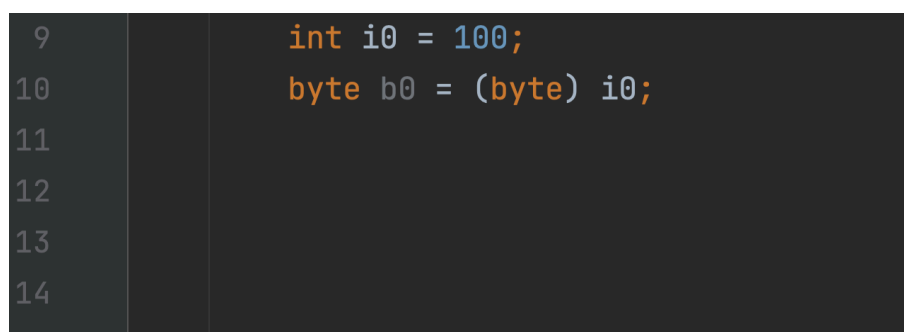 9 int i0 = 100;
10 byte b0 = (byte) i0;
11
12
13
14